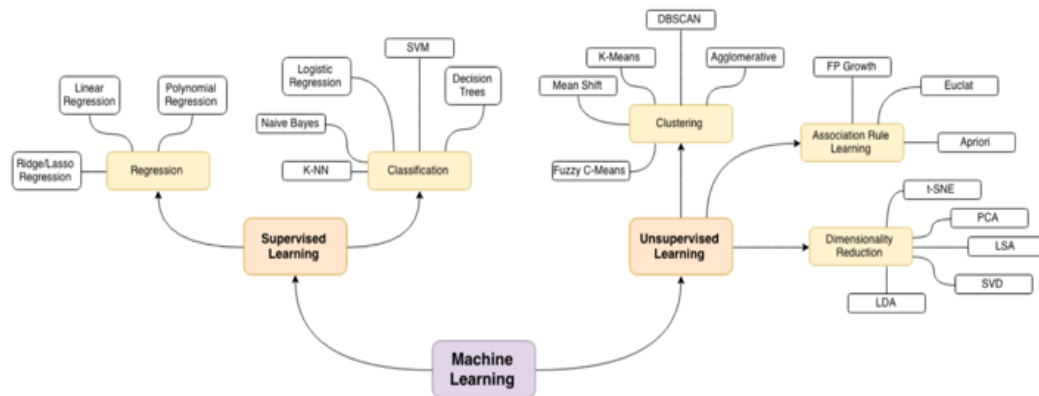 DBSCAN
SVM
K-Means
Agglomerative
FP Growth
Logistic
Regression
Decision
Trees
Linear
Regression
Polynomial
Regression
Mean Shift
Euclat
Naive Bayes
Clustering
Association Rule
Learning
Apriori
Ridge/Lasso
Regression
Regression
K-NN
Classification
Fuzzy C-Means
t-SNE
PCA
Supervised
Learning
Unsupervised
Learning
Dimensionality
Reduction
LSA
SVD
LDA
Machine
Learning